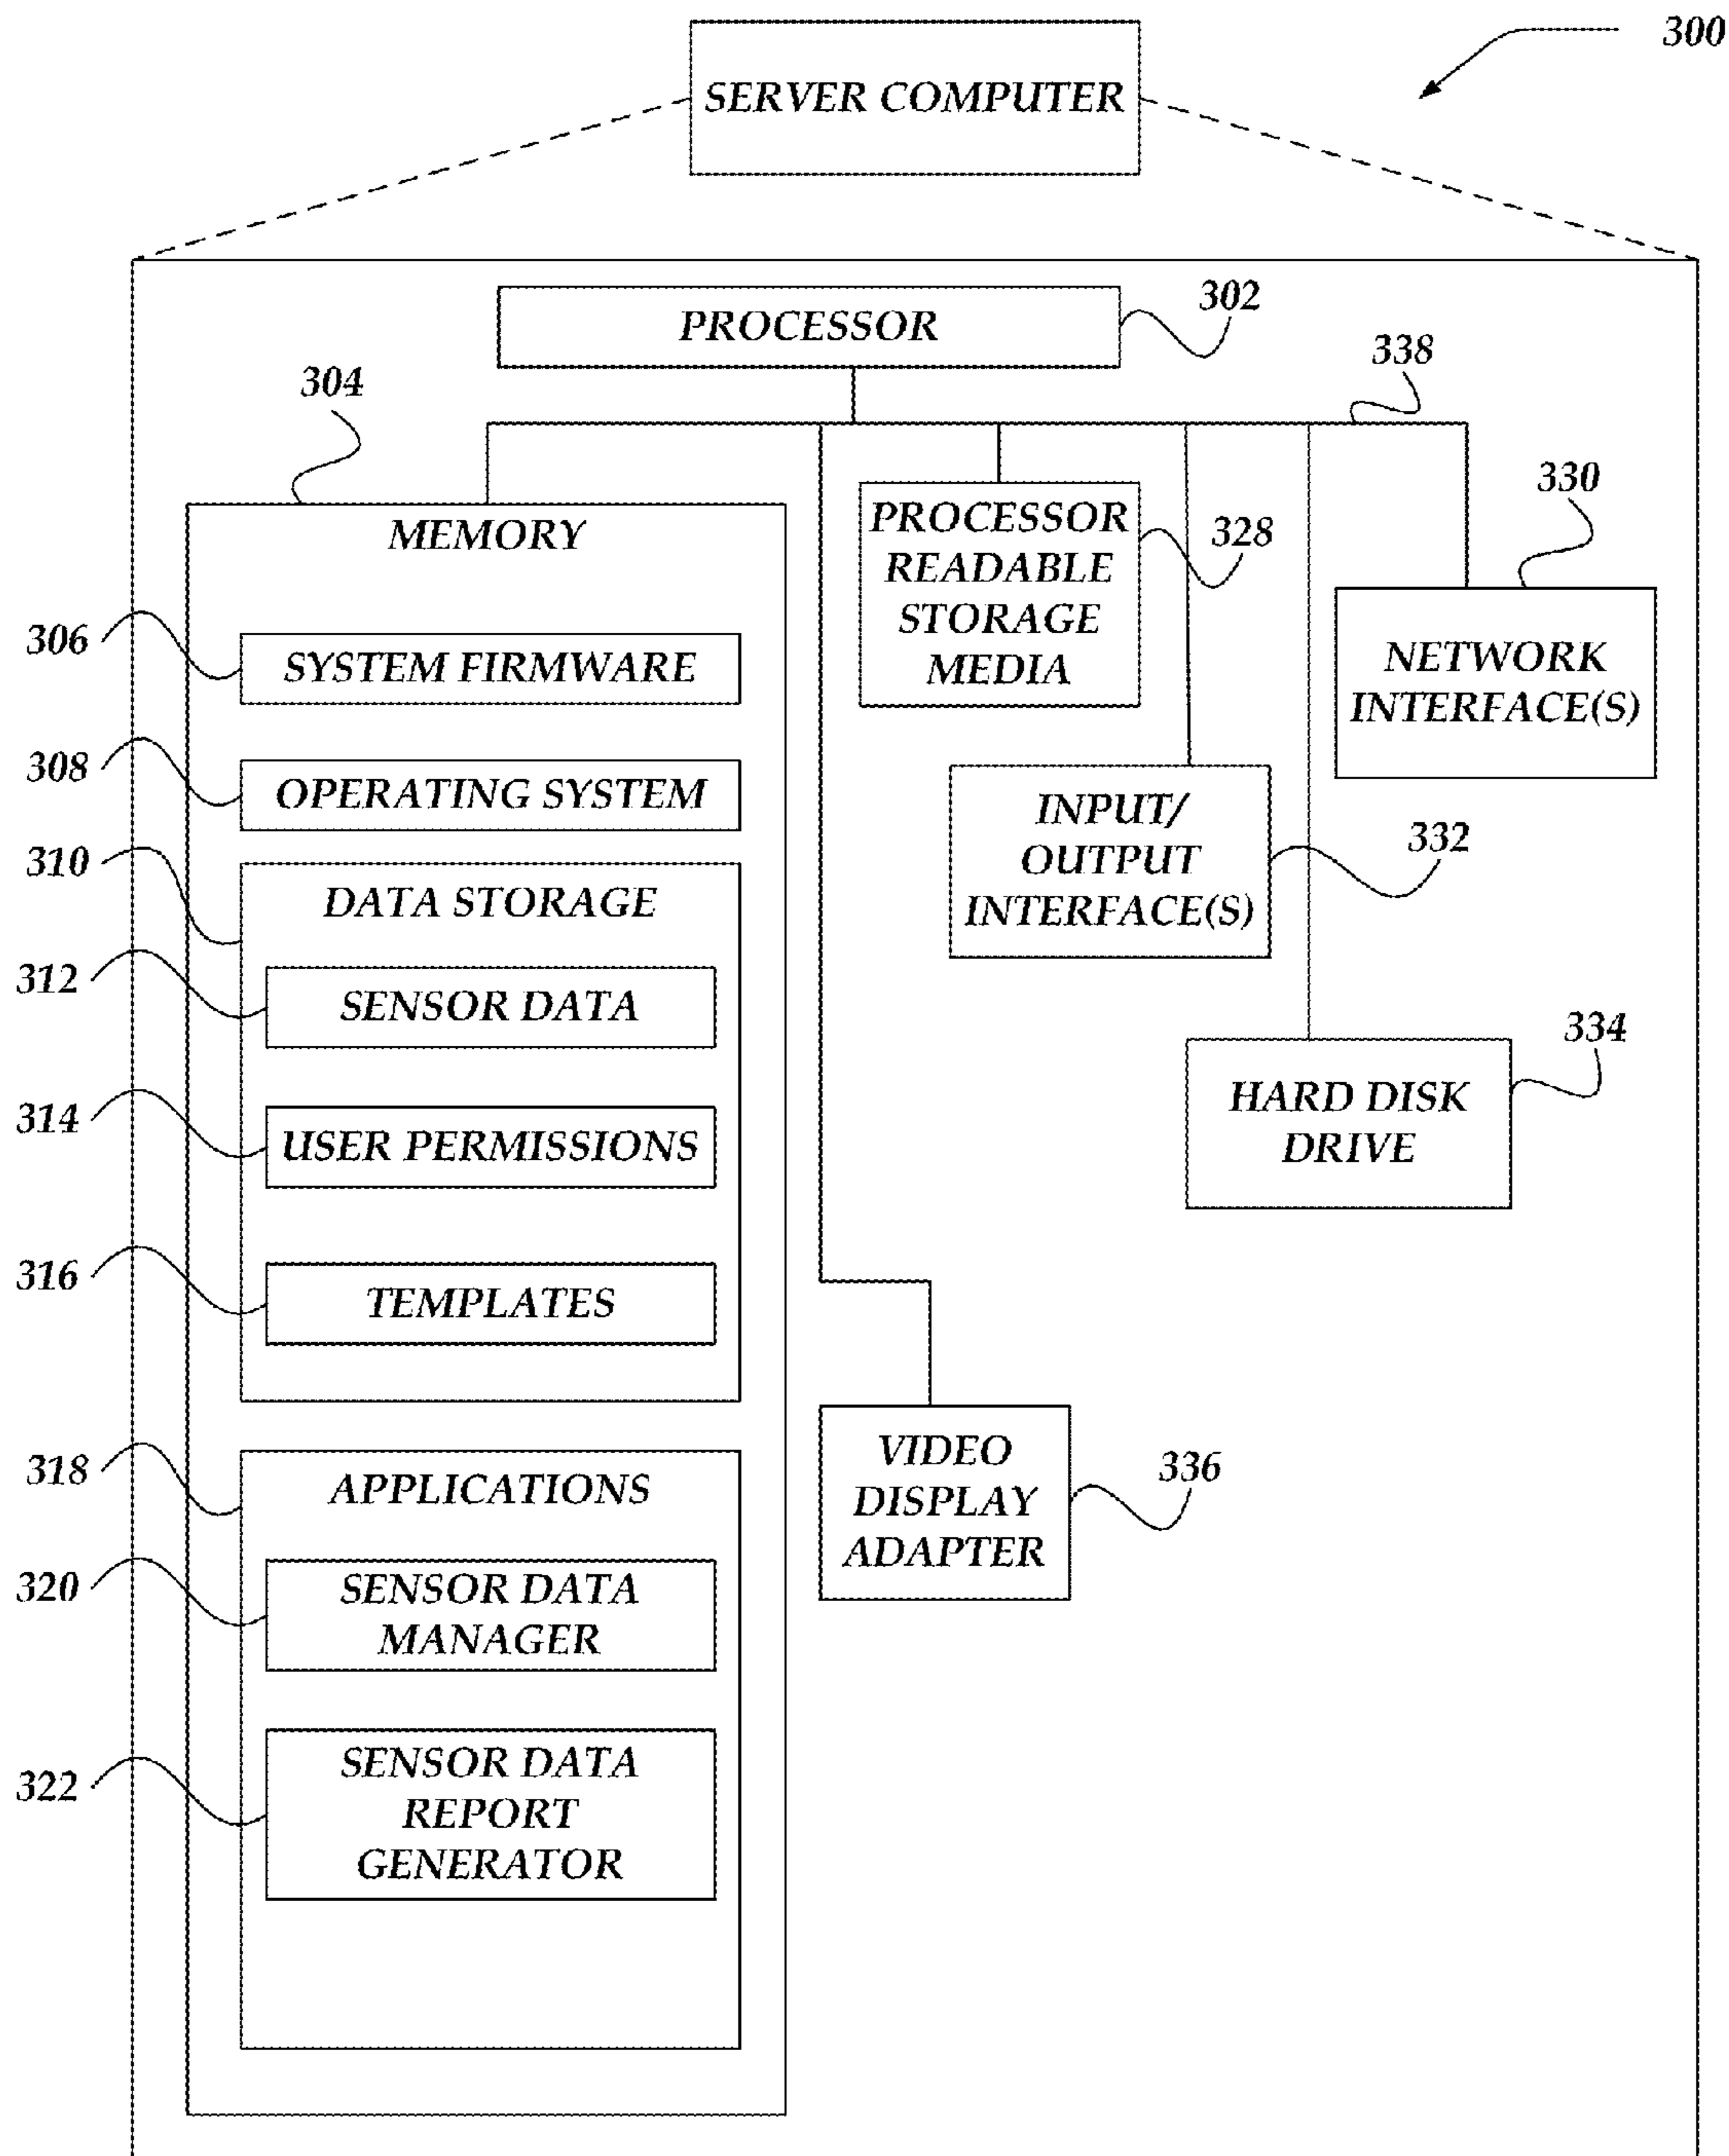 300
SERVER COMPUTER
PROCESSOR
302
338
304
MEMORY
306
SYSTEM FIRMWARE
308
OPERATING SYSTEM
310
DATA STORAGE
312
SENSOR DATA
314
USER PERMISSIONS
316
TEMPLATES
318
APPLICATIONS
320
SENSOR DATA
MANAGER
322
SENSOR DATA
REPORT
GENERATOR
PROCESSOR
READABLE
STORAGE
MEDIA
328
330
NETWORK
INTERFACE(S)
INPUT/
OUTPUT
INTERFACE(S)
332
334
HARD DISK
DRIVE
VIDEO
DISPLAY
ADAPTER
336